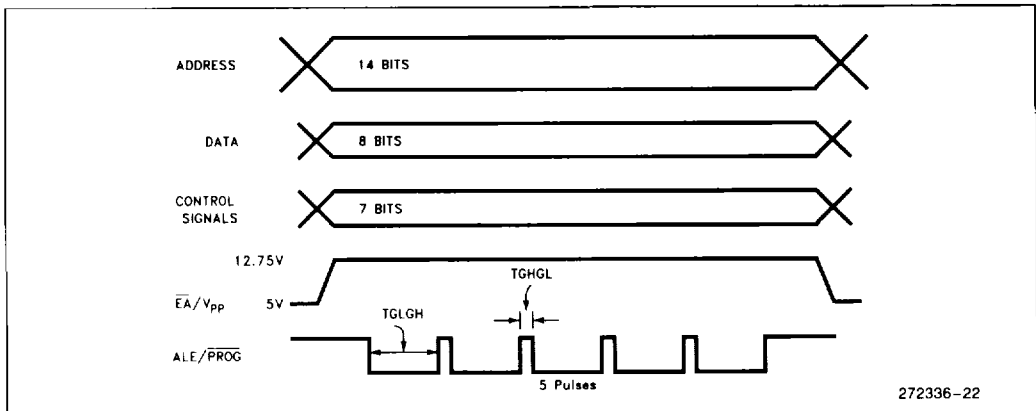 ADDRESS
14 BITS
DATA
8 BITS
CONTROL
SIGNALS
7 BITS
12.75V
TGHGL
EA/VPP
5V
TGLGH
ALE/PROG
5 Pulses
272336-22